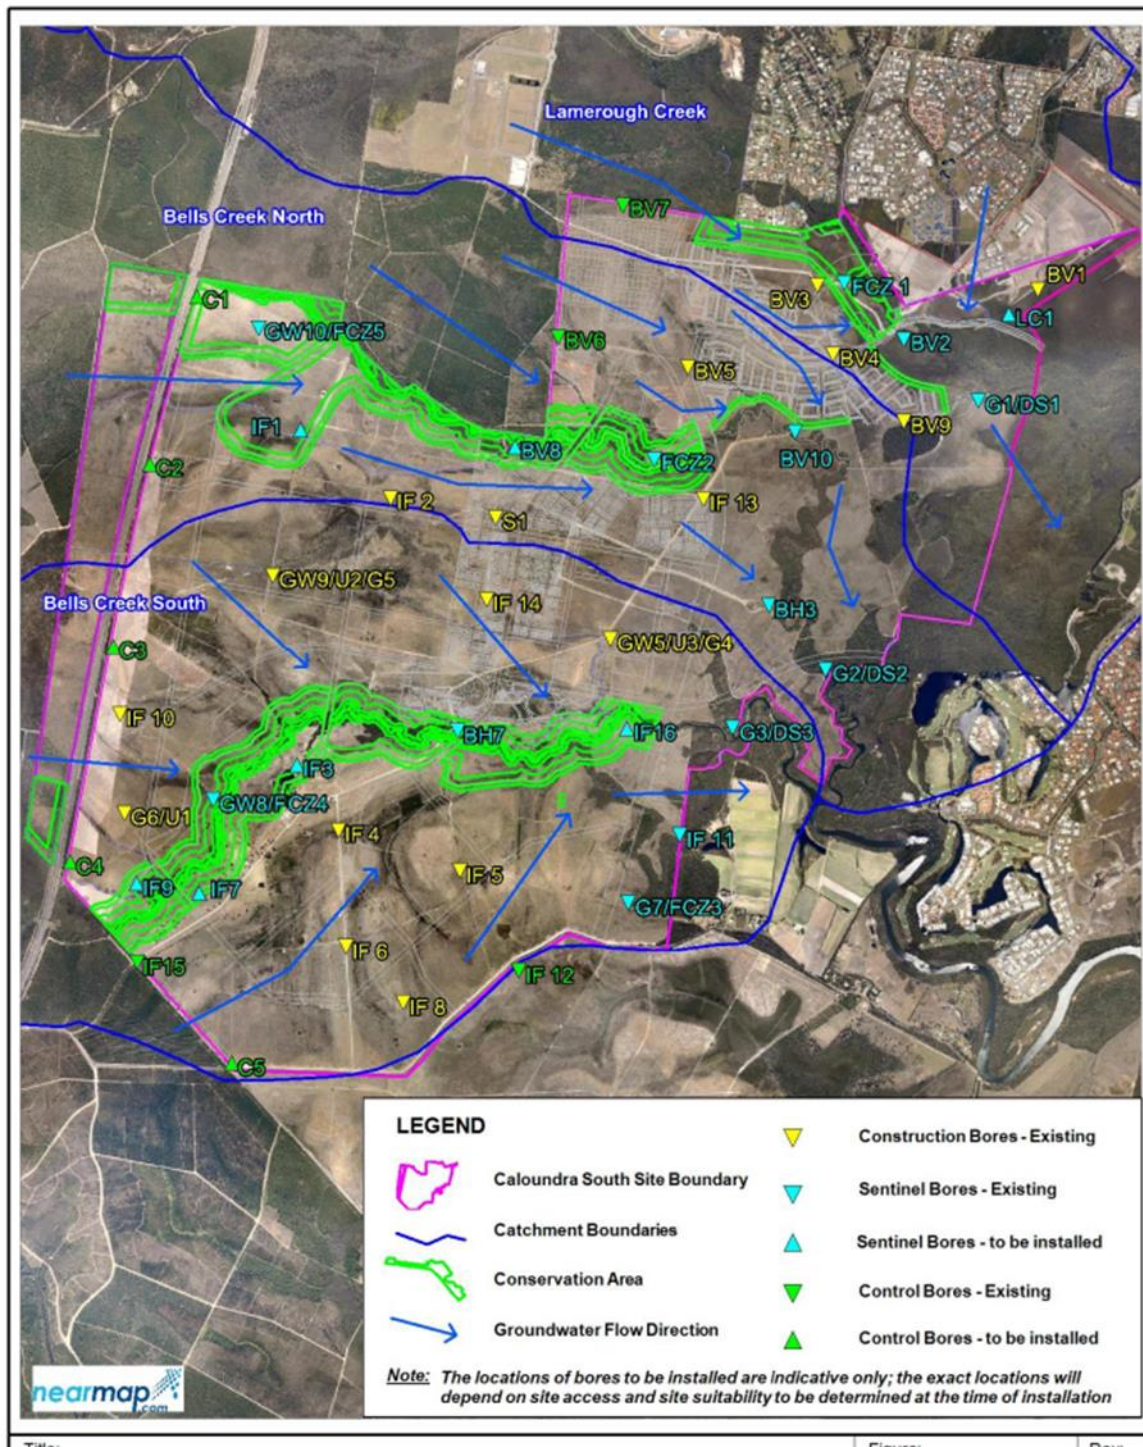 Lamerough Creek
Bells Creek North
BV7
C1
GW10/FCZ5
BV3
FCZ 1
BV1
LC1
BV6
BV2
BV4
BV5
G1/DS1
IF1
BV8
FCZ2
BV10
BV9
C2
IF 2
S1
IF 13
GW9/U2/G5
Bells Creek South
IF 14
BH3
C3
GW5/U3/G4
G2/DS2
IF 10
BH7
IF16
G3/DS3
IF3
GW8/FCZ4
G6/U1
IF 4
IF 11
C4
IF9
IF7
IF 5
G7/FCZ3
IF15
IF 6
IF 12
IF 8
C5
LEGEND
Caloundra South Site Boundary
Catchment Boundaries
Conservation Area
Groundwater Flow Direction
Construction Bores - Existing
Sentinel Bores - Existing
Sentinel Bores - to be installed
Control Bores - Existing
Control Bores - to be installed
Note: The locations of bores to be installed are indicative only; the exact locations will
depend on site access and site suitability to be determined at the time of installation
nearmap
.com
Title:
Figure:
Rev: